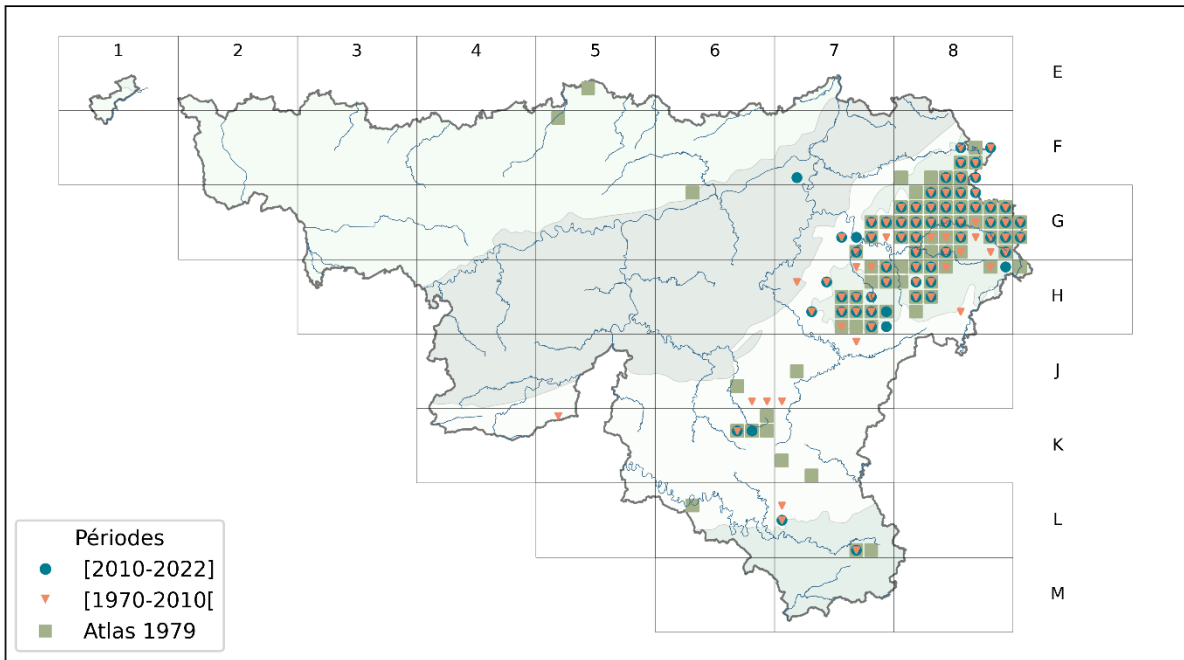 1 2 3 4 5 6 7 8
E
F
G
H
J
K
L
M
Périodes
[2010-2022]
[1970-2010[
Atlas 1979